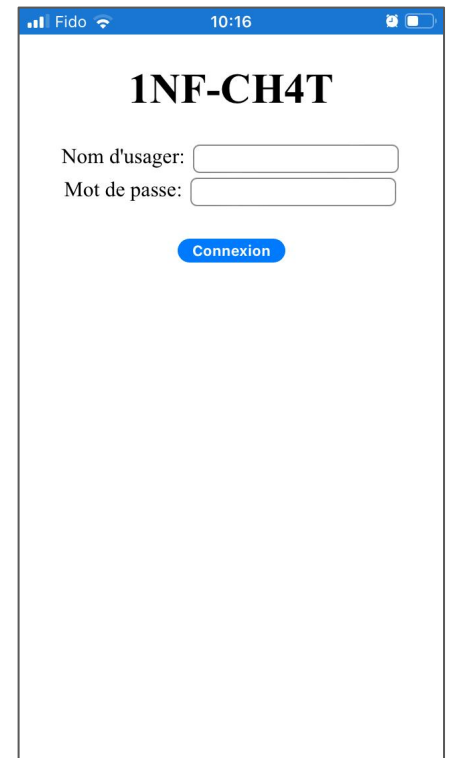 Fido 10:16
1NF-CH4T
Nom d'usager:
Mot de passe:
Connexion